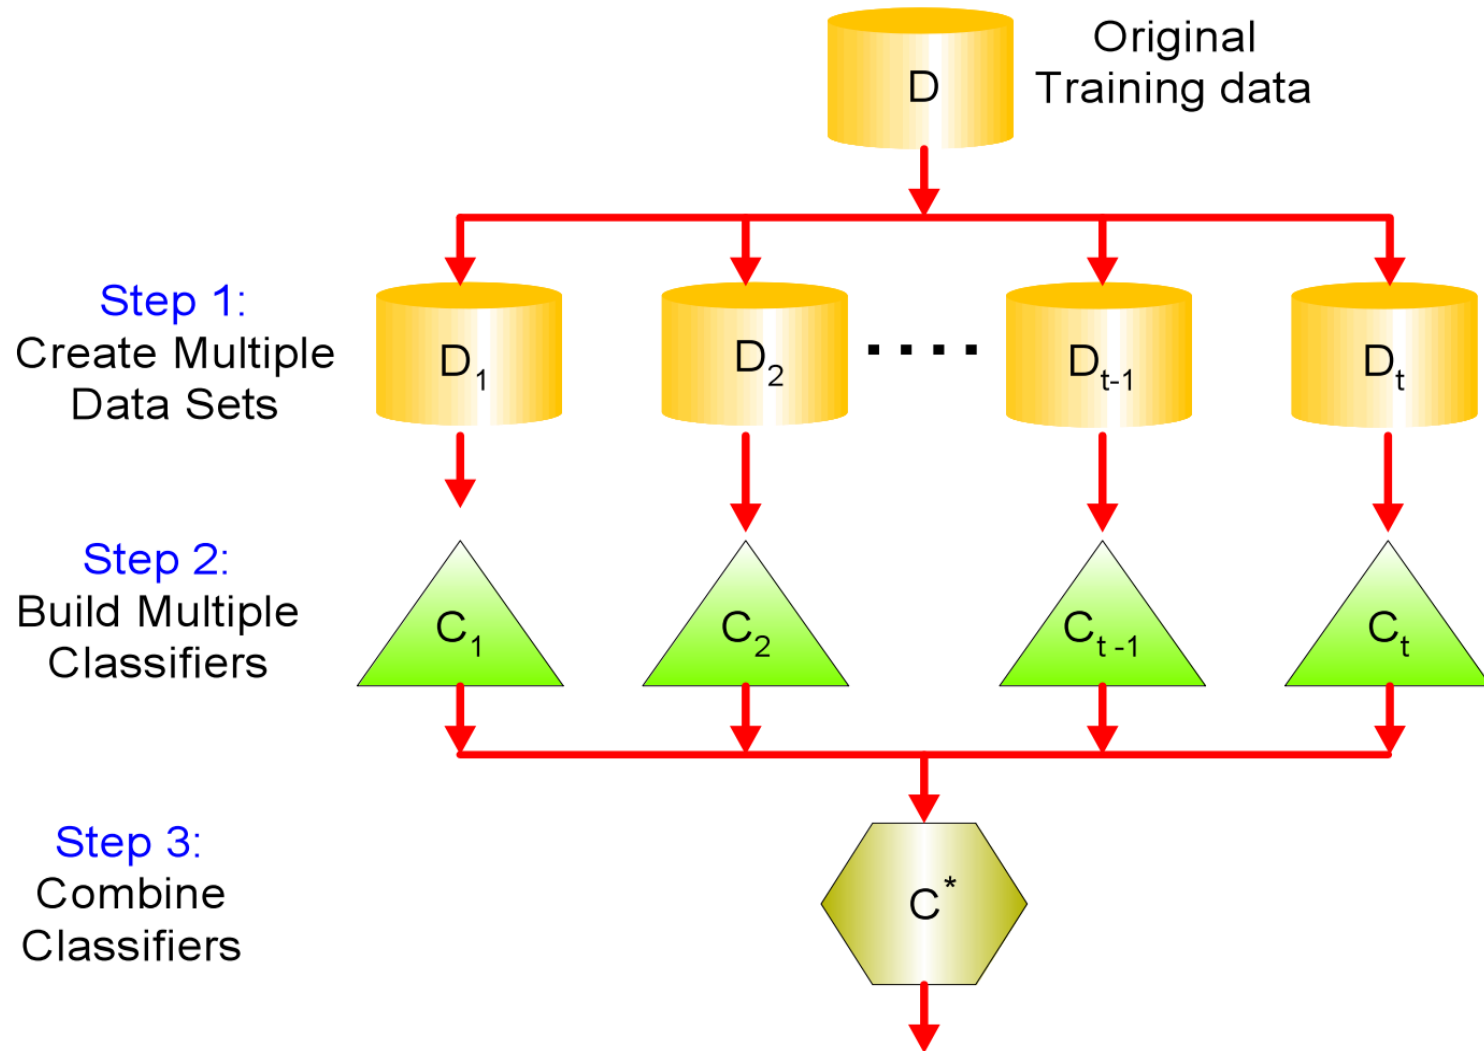 D
Original
Training data
Step 1:
Create Multiple
Data Sets
D1
D2
....
Dt-1
Dt
Step 2:
Build Multiple
Classifiers
C1
C2
Ct -1
Ct
Step 3:
Combine
Classifiers
C*